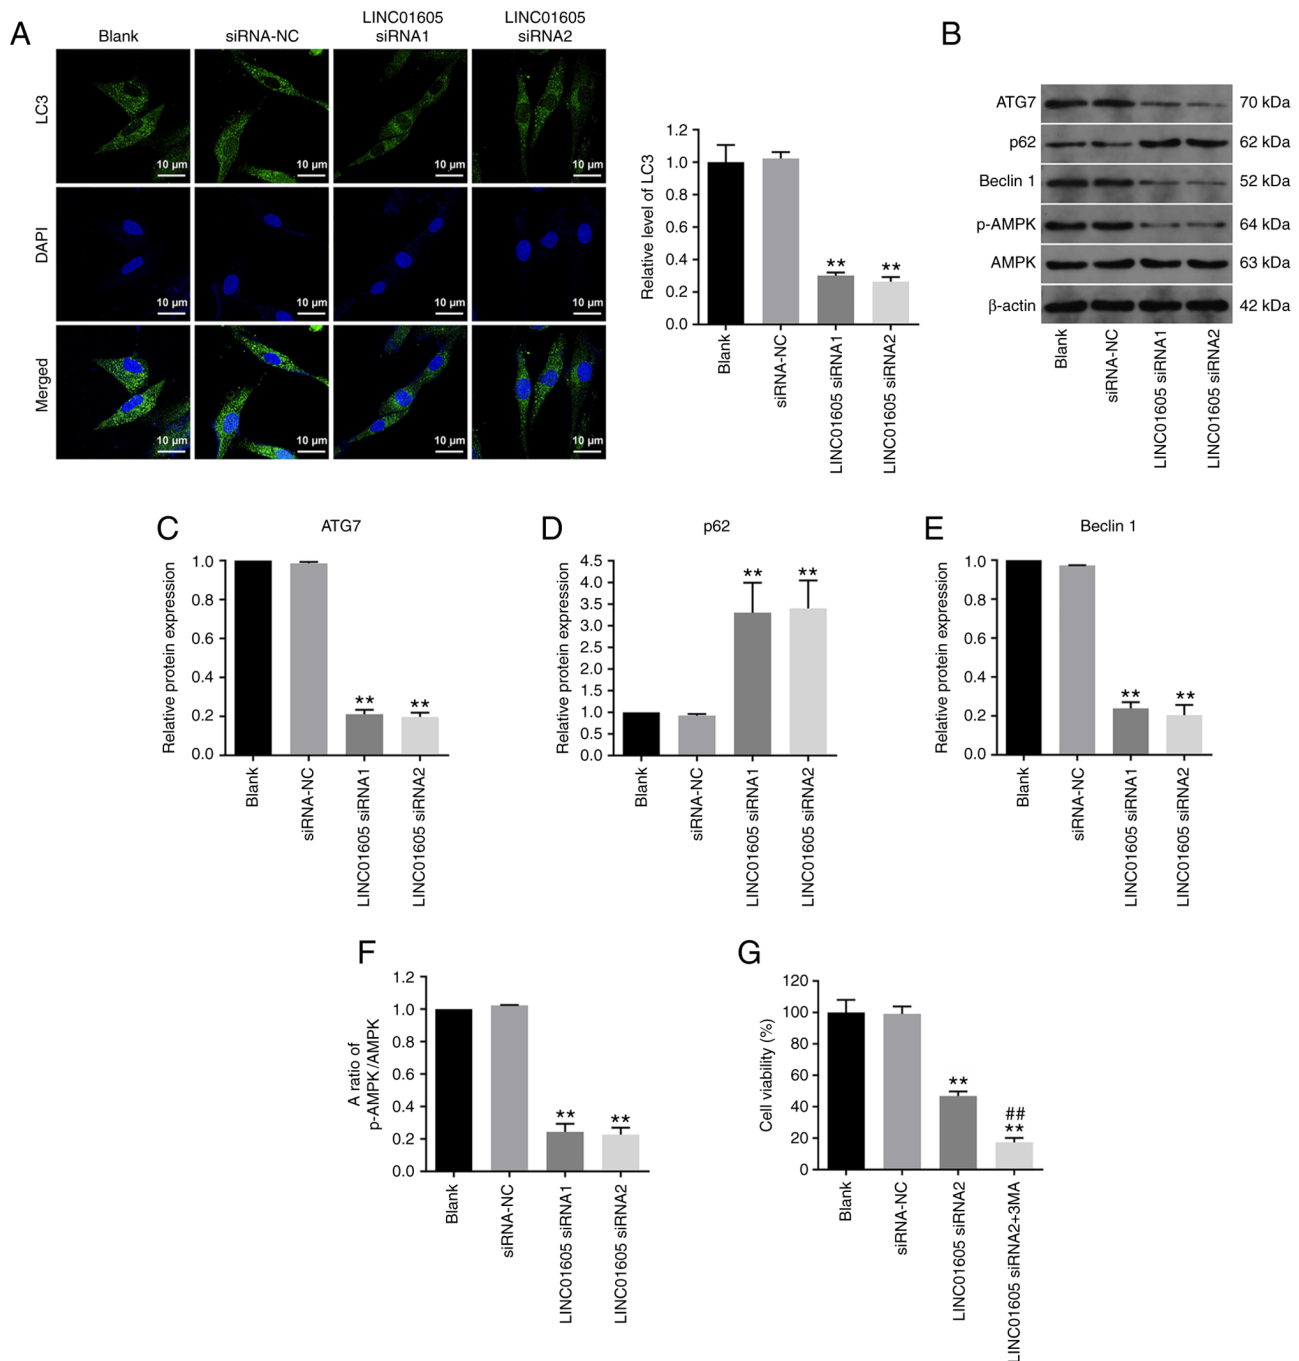 A
Blank
siRNA-NC
LINC01605
siRNA1
LINC01605
siRNA2
LC3
10 μm
10 μm
10 μm
10 μm
DAPI
10 μm
10 μm
10 μm
10 μm
Merged
10 μm
10 μm
10 μm
10 μm
Relative level of LC3
1.2
1.0
0.8
0.6
0.4
0.2
0.0
**
**
Blank
siRNA-NC
LINC01605 siRNA1
LINC01605 siRNA2
B
ATG7
70 kDa
p62
62 kDa
Beclin 1
52 kDa
p-AMPK
64 kDa
AMPK
63 kDa
β-actin
42 kDa
Blank
siRNA-NC
LINC01605 siRNA1
LINC01605 siRNA2
C
ATG7
Relative protein expression
1.0
0.8
0.6
0.4
0.2
0.0
**
**
Blank
siRNA-NC
LINC01605 siRNA1
LINC01605 siRNA2
D
p62
Relative protein expression
4.5
4.0
3.5
3.0
2.5
2.0
1.5
1.0
0.5
0.0
**
**
Blank
siRNA-NC
LINC01605 siRNA1
LINC01605 siRNA2
E
Beclin 1
Relative protein expression
1.0
0.8
0.6
0.4
0.2
0.0
**
**
Blank
siRNA-NC
LINC01605 siRNA1
LINC01605 siRNA2
F
A ratio of
p-AMPK/AMPK
1.2
1.0
0.8
0.6
0.4
0.2
0.0
**
**
Blank
siRNA-NC
LINC01605 siRNA1
LINC01605 siRNA2
G
Cell viability (%)
120
100
80
60
40
20
0
**
##
**
Blank
siRNA-NC
LINC01605 siRNA2
LINC01605 siRNA2+3MA